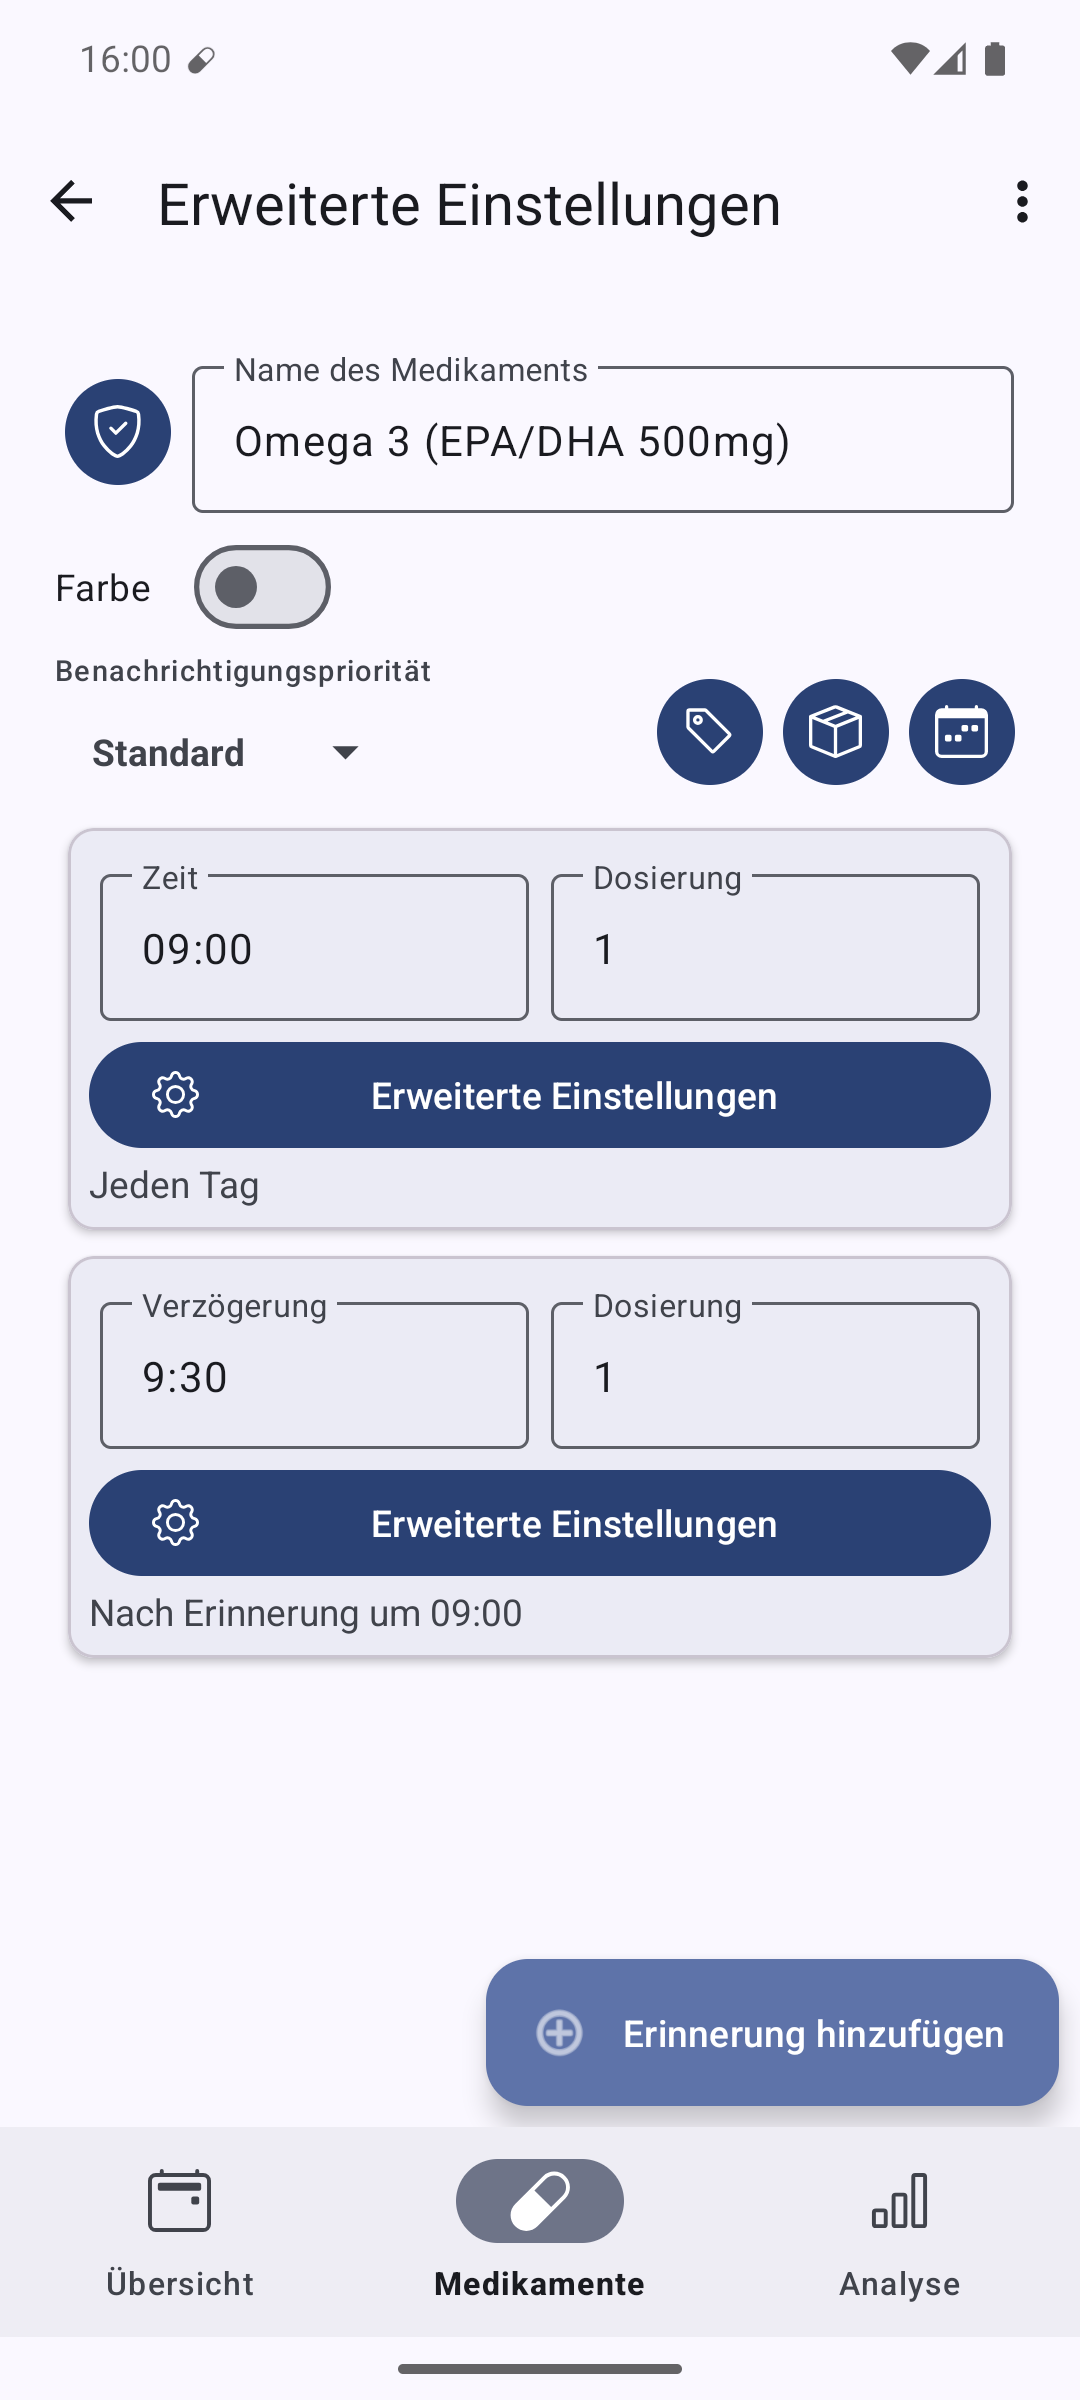 16:00
Erweiterte Einstellungen
Name des Medikaments
Omega 3 (EPA/DHA 500mg)
Farbe
Benachrichtigungspriorität
Standard
Zeit
09:00
Dosierung
1
Erweiterte Einstellungen
Jeden Tag
Verzögerung
9:30
Dosierung
1
Erweiterte Einstellungen
Nach Erinnerung um 09:00
Erinnerung hinzufügen
Übersicht
Medikamente
Analyse